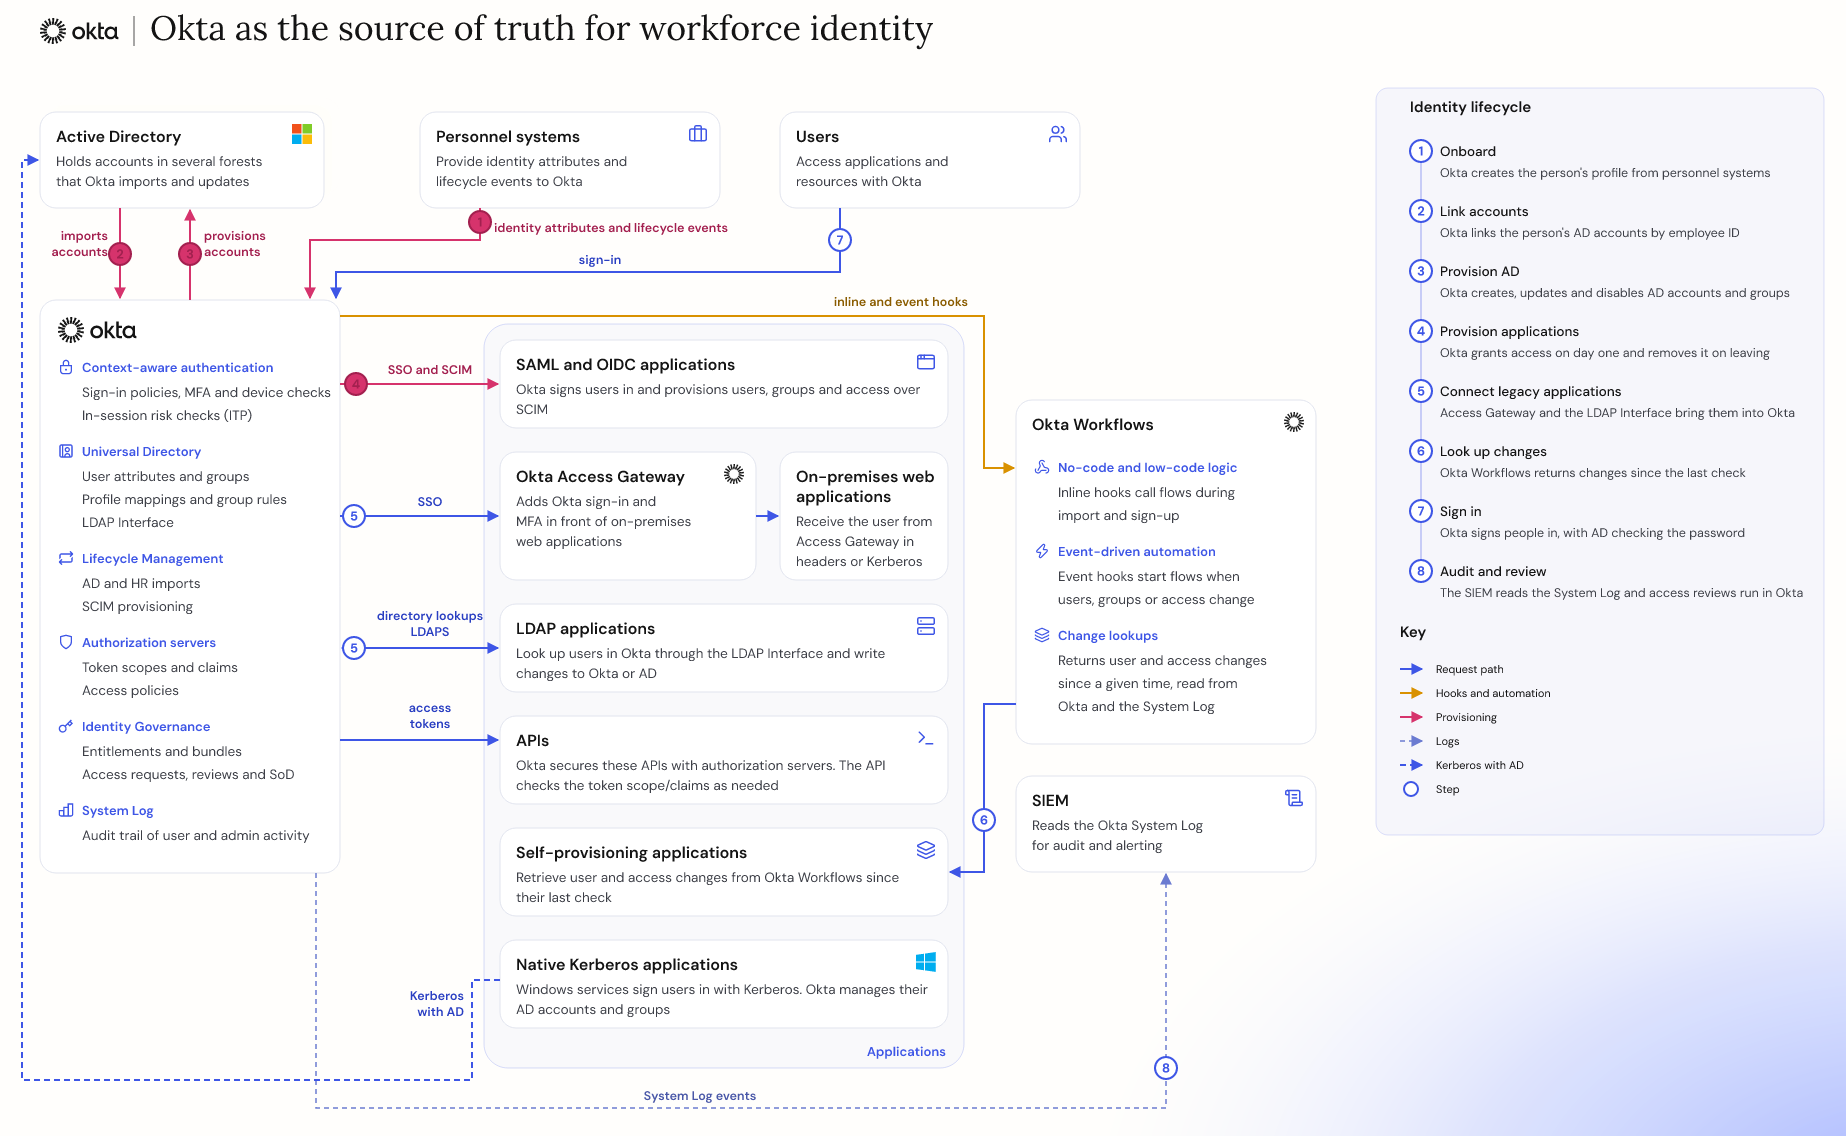 okta | Okta as the source of truth for workforce identity
Active Directory
Holds accounts in several forests
that Okta imports and updates
Personnel systems
Provide identity attributes and
lifecycle events to Okta
Users
Access applications and
resources with Okta
imports
accounts
2
3
provisions
accounts
1
identity attributes and lifecycle events
7
sign-in
inline and event hooks
okta
Context-aware authentication
Sign-in policies, MFA and device checks
In-session risk checks (ITP)
Universal Directory
User attributes and groups
Profile mappings and group rules
LDAP Interface
Lifecycle Management
AD and HR imports
SCIM provisioning
Authorization servers
Token scopes and claims
Access policies
Identity Governance
Entitlements and bundles
Access requests, reviews and SoD
System Log
Audit trail of user and admin activity
4
SSO and SCIM
5
SSO
directory lookups
LDAPS
5
access
tokens
Kerberos
with AD
SAML and OIDC applications
Okta signs users in and provisions users, groups and access over
SCIM
Okta Access Gateway
Adds Okta sign-in and
MFA in front of on-premises
web applications
On-premises web
applications
Receive the user from
Access Gateway in
headers or Kerberos
LDAP applications
Look up users in Okta through the LDAP Interface and write
changes to Okta or AD
APIs
Okta secures these APIs with authorization servers. The API
checks the token scope/claims as needed
Self-provisioning applications
Retrieve user and access changes from Okta Workflows since
their last check
Native Kerberos applications
Windows services sign users in with Kerberos. Okta manages their
AD accounts and groups
Applications
System Log events
Okta Workflows
No-code and low-code logic
Inline hooks call flows during
import and sign-up
Event-driven automation
Event hooks start flows when
users, groups or access change
Change lookups
Returns user and access changes
since a given time, read from
Okta and the System Log
6
SIEM
Reads the Okta System Log
for audit and alerting
8
Identity lifecycle
1 Onboard
Okta creates the person's profile from personnel systems
2 Link accounts
Okta links the person's AD accounts by employee ID
3 Provision AD
Okta creates, updates and disables AD accounts and groups
4 Provision applications
Okta grants access on day one and removes it on leaving
5 Connect legacy applications
Access Gateway and the LDAP Interface bring them into Okta
6 Look up changes
Okta Workflows returns changes since the last check
7 Sign in
Okta signs people in, with AD checking the password
8 Audit and review
The SIEM reads the System Log and access reviews run in Okta
Key
Request path
Hooks and automation
Provisioning
Logs
Kerberos with AD
Step